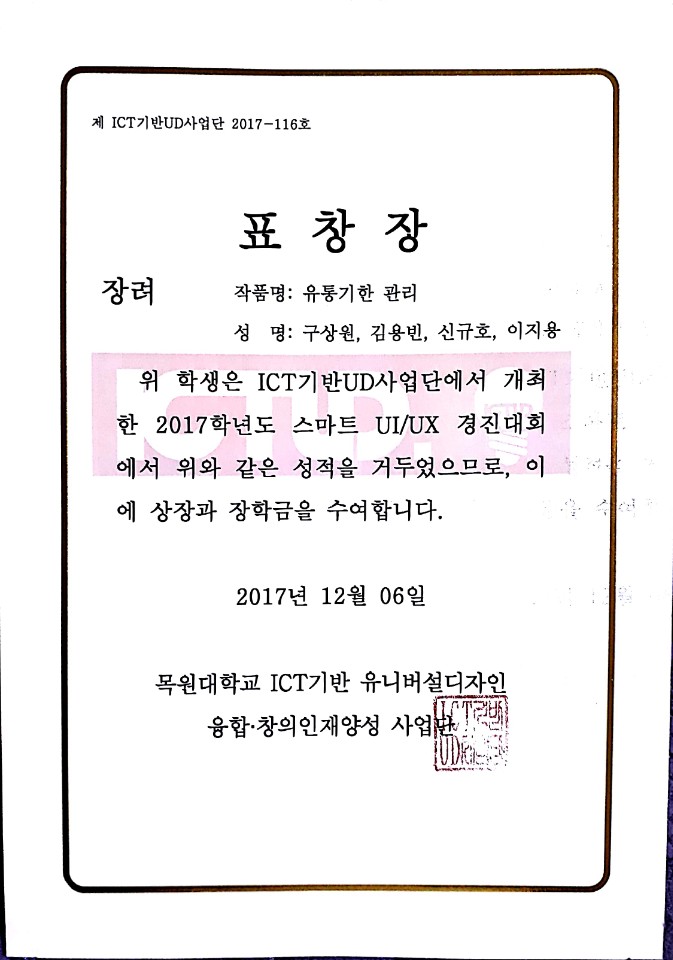 제 ICT기반UD사업단 2017-116호
표 창 장
장려
작품명: 유통기한 관리
성 명: 구상원, 김용빈, 신규호, 이지용
위 학생은 ICT기반UD사업단에서 개최
한 2017학년도 스마트 UI/UX 경진대회
에서 위와 같은 성적을 거두었으므로, 이
에 상장과 장학금을 수여합니다.
ICTUD.
2017년 12월 06일
목원대학교 ICT기반 유니버설디자인
융합·창의인재양성 사업단
ICT기반